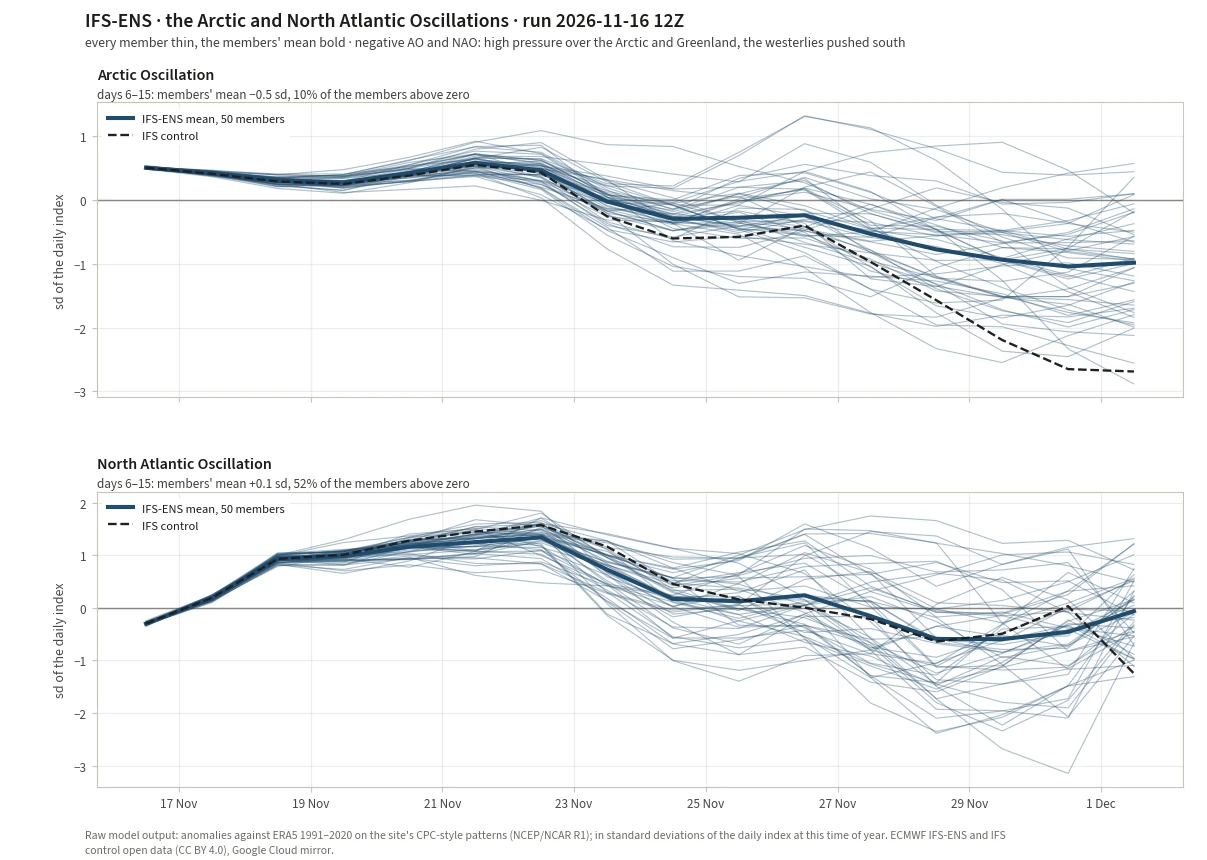 IFS-ENS · the Arctic and North Atlantic Oscillations · run 2026-11-16 12Z
every member thin, the members' mean bold · negative AO and NAO: high pressure over the Arctic and Greenland, the westerlies pushed south
Arctic Oscillation
days 6–15: members' mean −0.5 sd, 10% of the members above zero
IFS-ENS mean, 50 members
IFS control
1
0
−1
−2
−3
sd of the daily index
North Atlantic Oscillation
days 6–15: members' mean +0.1 sd, 52% of the members above zero
IFS-ENS mean, 50 members
IFS control
2
1
0
−1
−2
−3
sd of the daily index
17 Nov
19 Nov
21 Nov
23 Nov
25 Nov
27 Nov
29 Nov
1 Dec
Raw model output: anomalies against ERA5 1991–2020 on the site's CPC-style patterns (NCEP/NCAR R1); in standard deviations of the daily index at this time of year. ECMWF IFS-ENS and IFS
control open data (CC BY 4.0), Google Cloud mirror.